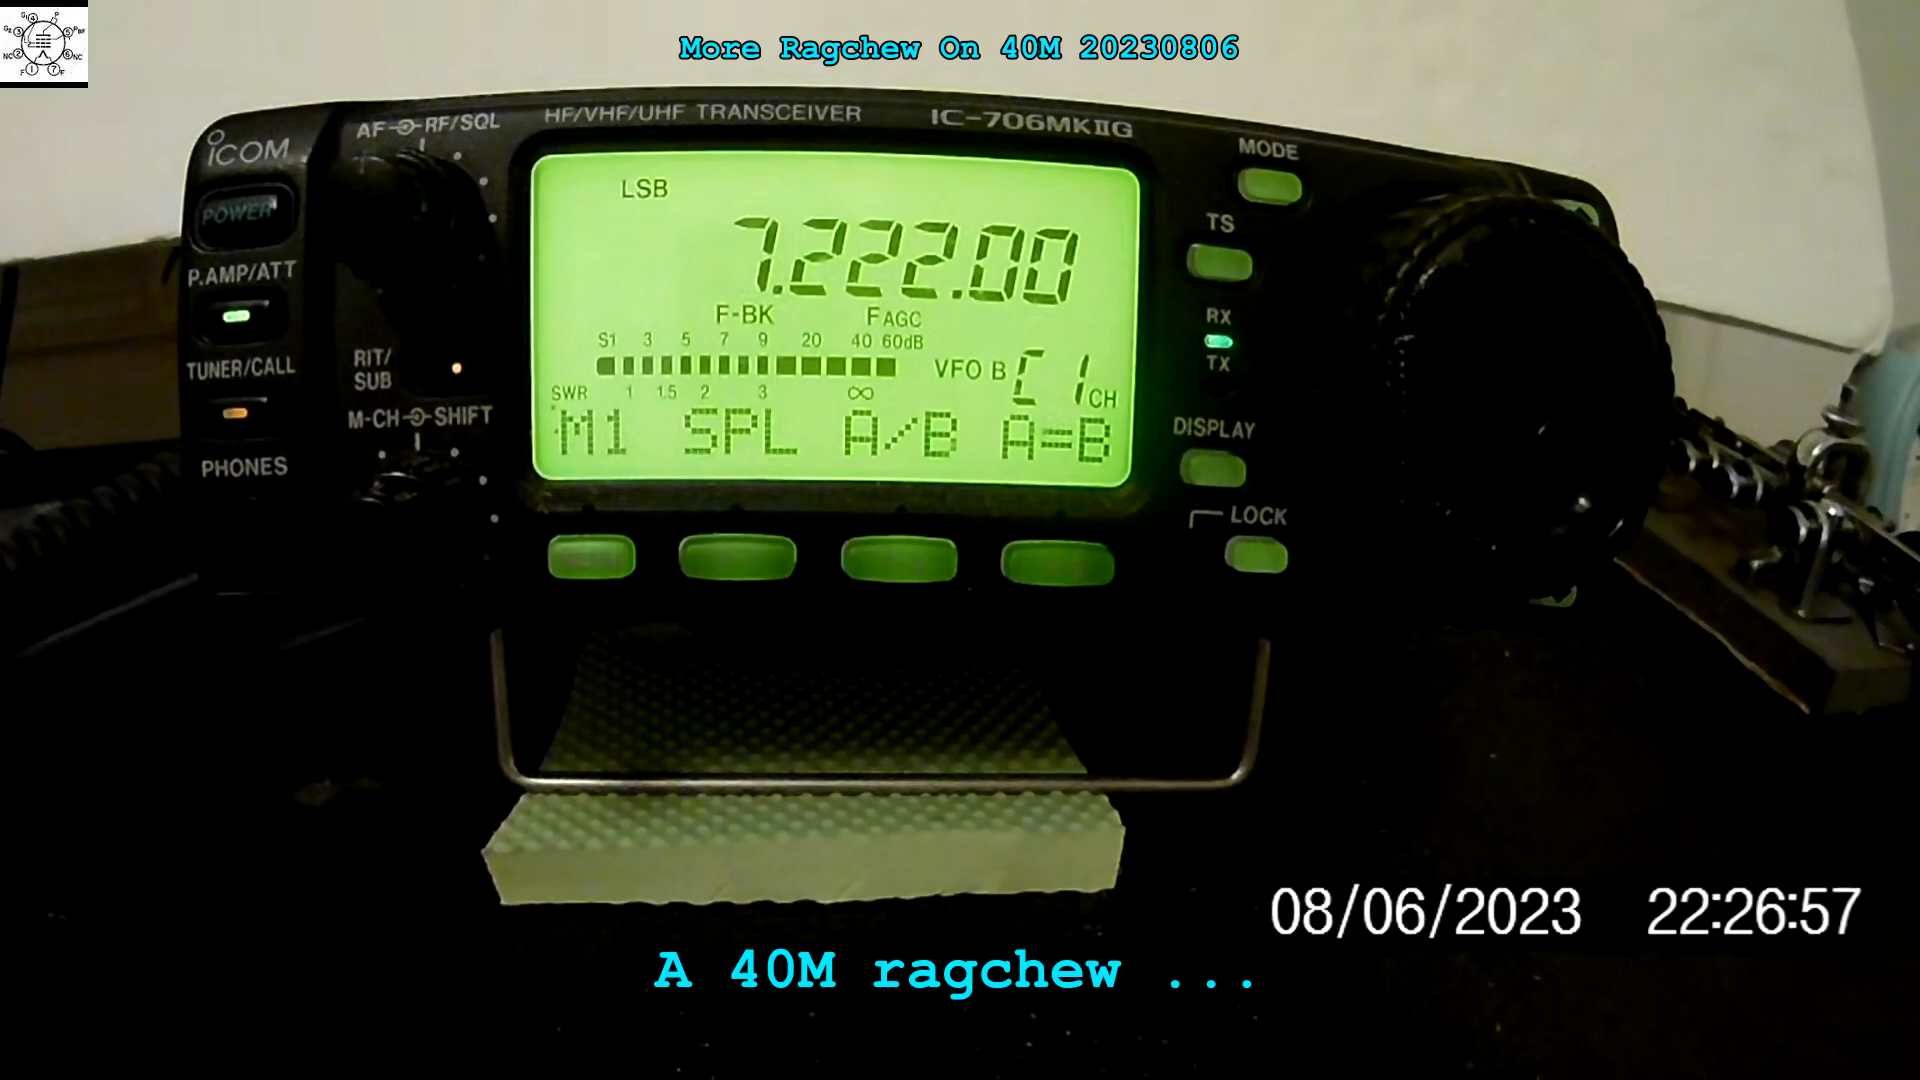 More Ragchew On 40M 20230806
ICOM
AF RF/SQL
HF/VHF/UHF TRANSCEIVER
IC-706MKIIG
MODE
POWER
LSB
TS
7.222.00
P.AMP/ATT
F-BK
FAGC
RX
S1 3 5 7 9 20 40 60dB
TX
TUNER/CALL
RIT/
SUB
VFO B C1 CH
SWR 1 1.5 2 3 ∞
M-CH SHIFT
M1 SPL A/B A=B
DISPLAY
PHONES
LOCK
08/06/2023 22:26:57
A 40M ragchew ...